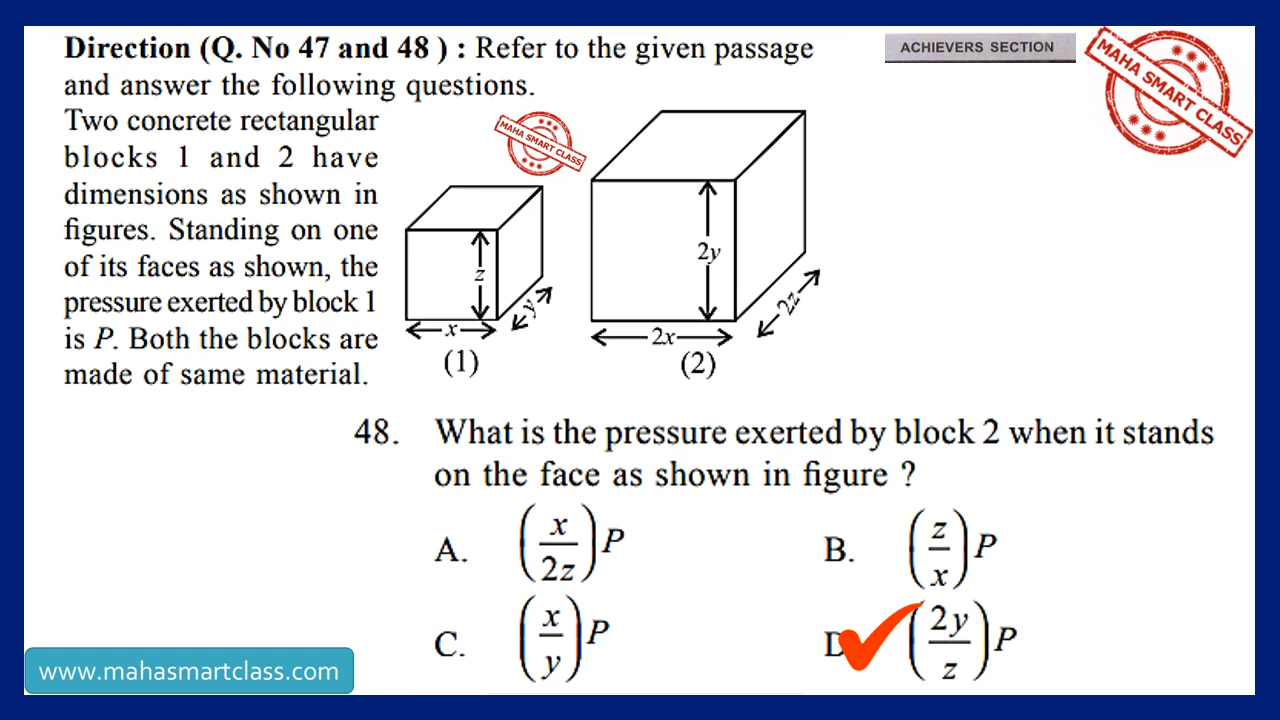 Direction (Q. No 47 and 48 ) : Refer to the given passage
and answer the following questions.
ACHIEVERS SECTION
MAHA SMART CLASS
Two concrete rectangular
blocks 1 and 2 have
dimensions as shown in
figures. Standing on one
of its faces as shown, the
pressure exerted by block 1
is P. Both the blocks are
made of same material.
MAHA SMART CLASS
z
y
x
(1)
2y
2z
2x
(2)
48. What is the pressure exerted by block 2 when it stands
on the face as shown in figure ?
A. (x/2z) P
B. (z/x) P
C. (x/y) P
D. (2y/z) P
www.mahasmartclass.com